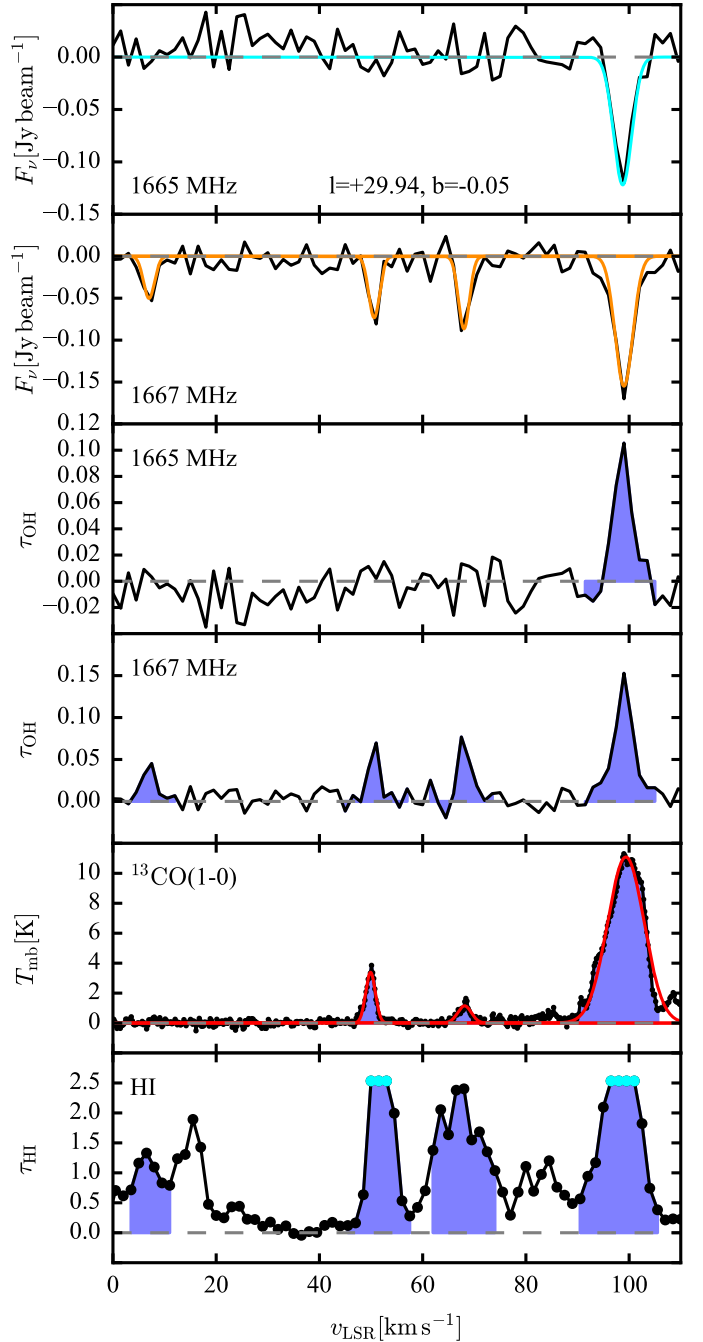 0.00
−0.05
−0.10
−0.15
Fν[Jy beam−1]
1665 MHz
l=+29.94, b=-0.05
0.00
−0.05
−0.10
−0.15
Fν[Jy beam−1]
1667 MHz
0.12
0.10
0.08
0.06
0.04
0.02
0.00
−0.02
τOH
1665 MHz
0.15
0.10
0.05
0.00
τOH
1667 MHz
10
8
6
4
2
0
Tmb[K]
13CO(1-0)
2.5
2.0
1.5
1.0
0.5
0.0
τHI
HI
0 20 40 60 80 100
vLSR[km s−1]